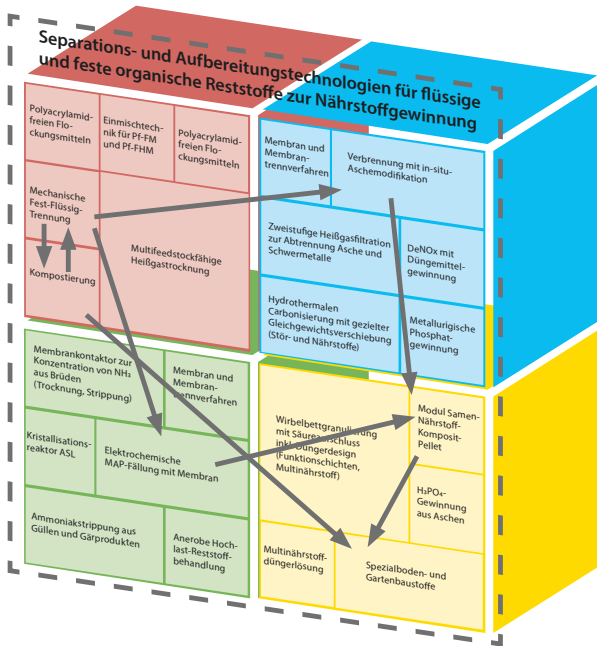 Separations- und Aufbereitungstechnologien für flüssige
und feste organische Reststoffe zur Nährstoffgewinnung
Polyacrylamid-
freien Flo-
ckungsmitteln
Einmischtech-
nik für Pf-FM
und Pf-FHM
Polyacrylamid-
freien Flo-
ckungsmitteln
Mechanische
Fest-Flüssig-
Trennung
Multifeedstockfähige
Heißgastrocknung
Kompostierung
Membran und
Membran-
trennverfahren
Verbrennung mit in-situ-
Aschemodifikation
Zweistufige Heißgasfiltration
zur Abtrennung Asche und
Schwermetalle
DeNOx mit
Düngemittel-
gewinnung
Hydrothermalen
Carbonisierung mit gezielter
Gleichgewichtsverschiebung
(Stör- und Nährstoffe)
Metallurigische
Phosphat-
gewinnung
Membrankontaktor zur
Konzentration von NH₃
aus Brüden
(Trocknung, Strippung)
Membran und
Membran-
trennverfahren
Kristallisations-
reaktor ASL
Elektrochemische
MAP-Fällung mit Membran
Ammoniakstrippung aus
Güllen und Gärprodukten
Anerobe Hoch-
last-Reststoff-
behandlung
Wirbelbettgranulierung
mit Säureanschluss
inkl. Düngerdesign
(Funktionschichten,
Multinährstoff)
Modul Samen-
Nährstoff-
Komposit-
Pellet
H₃PO₄-
Gewinnung
aus Aschen
Multinährstoff-
düngerlösung
Spezialboden- und
Gartenbaustoffe